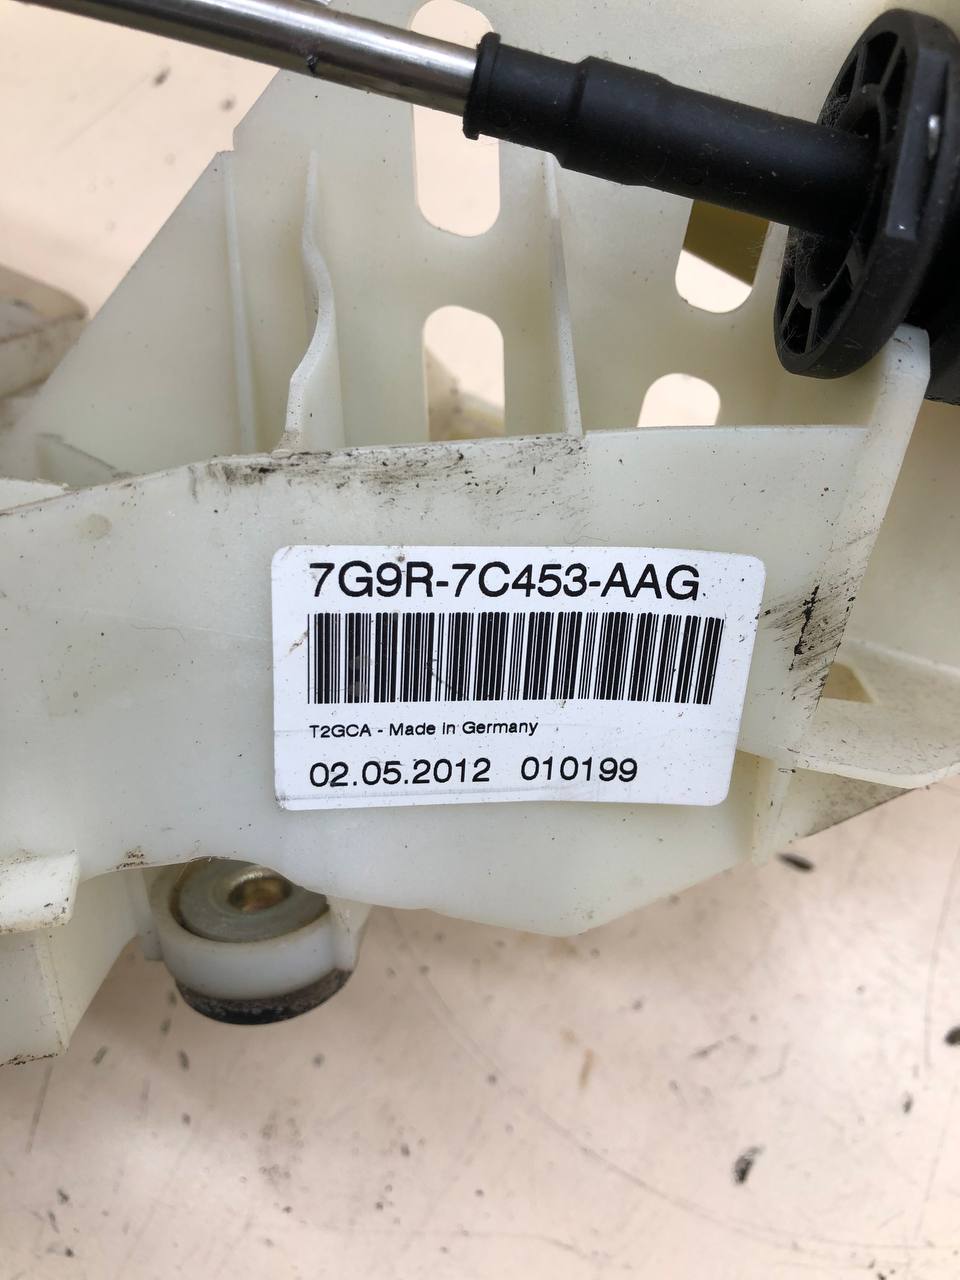 7G9R-7C453-AAG
T2GCA - Made in Germany
02.05.2012 010199